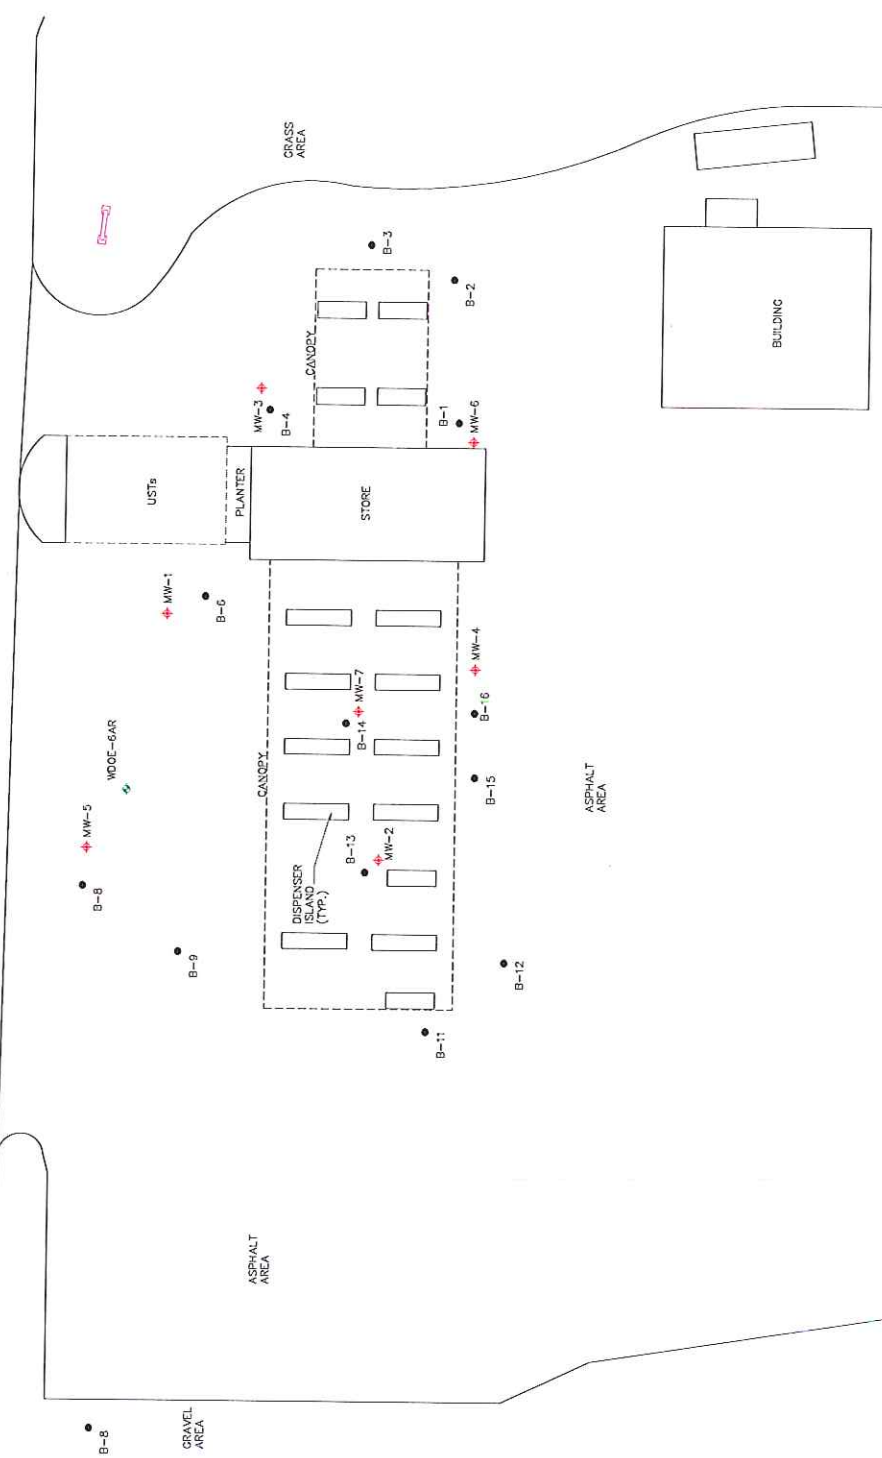 GRASS
AREA
B-3
B-2
CANOPY
BUILDING
MW-3
B-4
B-1
MW-6
USTs
PLANTER
STORE
MW-1
B-6
MW-4
MW-7
B-16
B-14
WDOE-6AR
CANOPY
B-15
ASPHALT
AREA
MW-5
B-13
MW-2
B-8
DISPENSER
ISLAND
(TYP.)
B-9
B-12
B-11
ASPHALT
AREA
GRAVEL
AREA
B-8